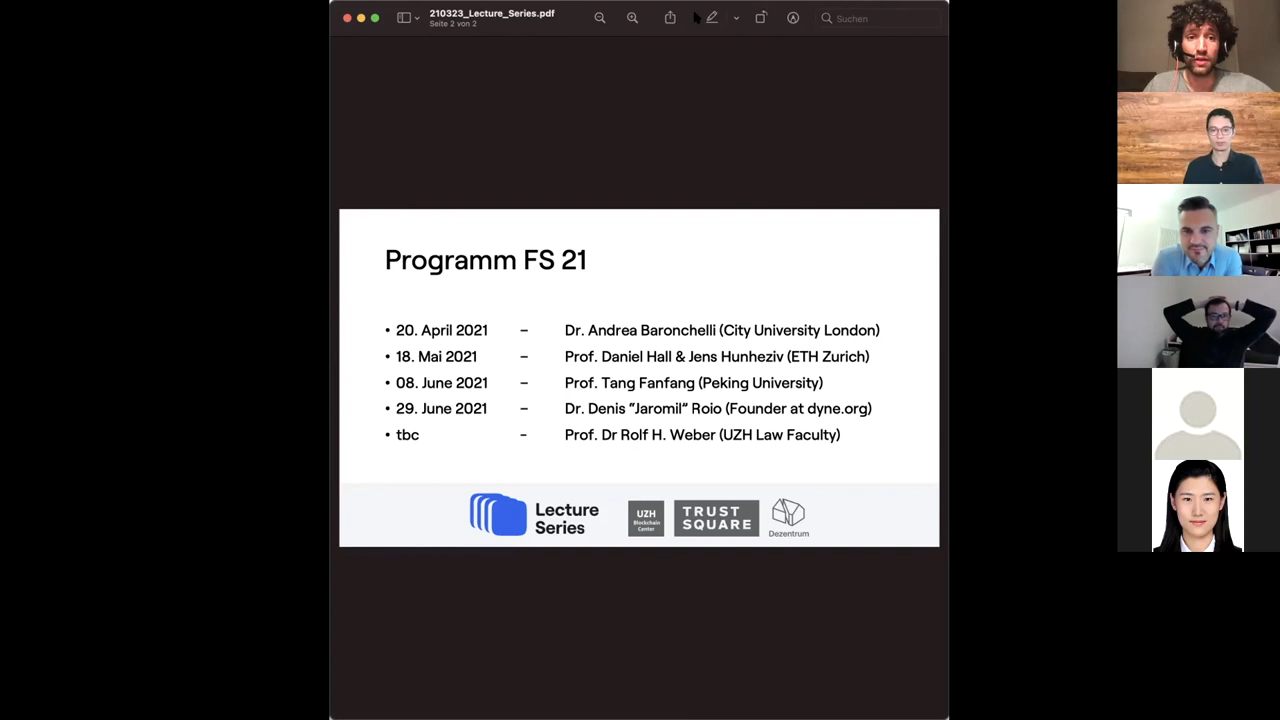 210323_Lecture_Series.pdf
Seite 2 von 2
Suchen
Programm FS 21
• 20. April 2021 – Dr. Andrea Baronchelli (City University London)
• 18. Mai 2021 – Prof. Daniel Hall & Jens Hunheziv (ETH Zurich)
• 08. June 2021 – Prof. Tang Fanfang (Peking University)
• 29. June 2021 – Dr. Denis “Jaromil” Roio (Founder at dyne.org)
• tbc - Prof. Dr Rolf H. Weber (UZH Law Faculty)
Lecture
Series
UZH
Blockchain
Center
TRUST
SQUARE
Dezentrum